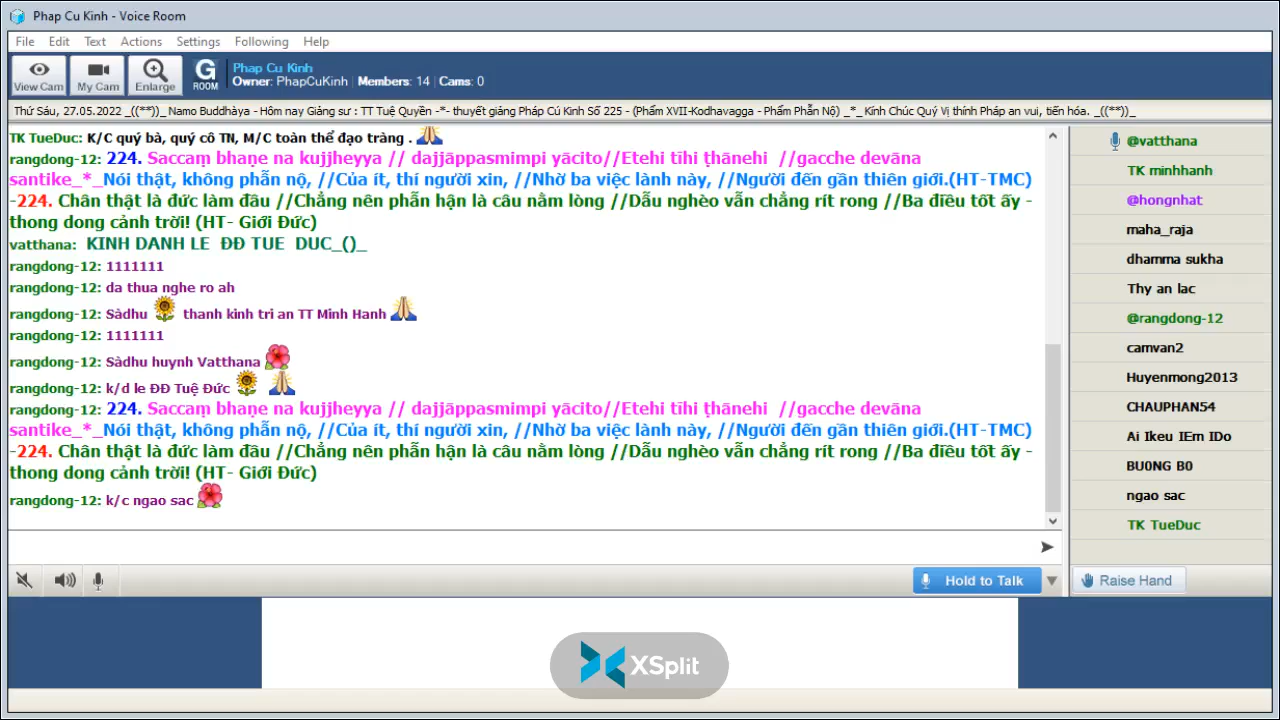 Phap Cu Kinh - Voice Room
File Edit Text Actions Settings Following Help
View Cam My Cam Enlarge G ROOM
Phap Cu Kinh
Owner: PhapCuKinh | Members: 14 | Cams: 0
Thứ Sáu, 27.05.2022 _((**))_ Namo Buddhàya - Hôm nay Giảng sư : TT Tuệ Quyền -*- thuyết giảng Pháp Cú Kinh Số 225 - (Phẩm XVII-Kodhavagga - Phẩm Phẫn Nộ) _*_ Kính Chúc Quý Vị thính Pháp an vui, tiến hóa. _((**))_
TK TueDuc: K/C quý bà, quý cô TN, M/C toàn thể đạo tràng .
rangdong-12: 224. Saccaṃ bhaṇe na kujjheyya // dajjāppasmimpi yācito//Etehi tīhi ṭhānehi //gacche devāna
santike_*_Nói thật, không phẫn nộ, //Của ít, thí người xin, //Nhờ ba việc lành này, //Người đến gần thiên giới.(HT-TMC)
-224. Chân thật là đức làm đầu //Chẳng nên phẫn hận là câu nằm lòng //Dẫu nghèo vẫn chẳng rít rong //Ba điều tốt ấy -
thong dong cảnh trời! (HT- Giới Đức)
vatthana: KINH DANH LE ĐĐ TUE DUC_()_
rangdong-12: 1111111
rangdong-12: da thua nghe ro ah
rangdong-12: Sàdhu thanh kinh tri an TT Minh Hanh
rangdong-12: 1111111
rangdong-12: Sàdhu huynh Vatthana
rangdong-12: k/d le ĐĐ Tuệ Đức
rangdong-12: 224. Saccaṃ bhaṇe na kujjheyya // dajjāppasmimpi yācito//Etehi tīhi ṭhānehi //gacche devāna
santike_*_Nói thật, không phẫn nộ, //Của ít, thí người xin, //Nhờ ba việc lành này, //Người đến gần thiên giới.(HT-TMC)
-224. Chân thật là đức làm đầu //Chẳng nên phẫn hận là câu nằm lòng //Dẫu nghèo vẫn chẳng rít rong //Ba điều tốt ấy -
thong dong cảnh trời! (HT- Giới Đức)
rangdong-12: k/c ngao sac
@vatthana
TK minhhanh
@hongnhat
maha_raja
dhamma sukha
Thy an lac
@rangdong-12
camvan2
Huyenmong2013
CHAUPHAN54
Ai Ikeu IEm IDo
BU0NG B0
ngao sac
TK TueDuc
Hold to Talk
Raise Hand
XSplit